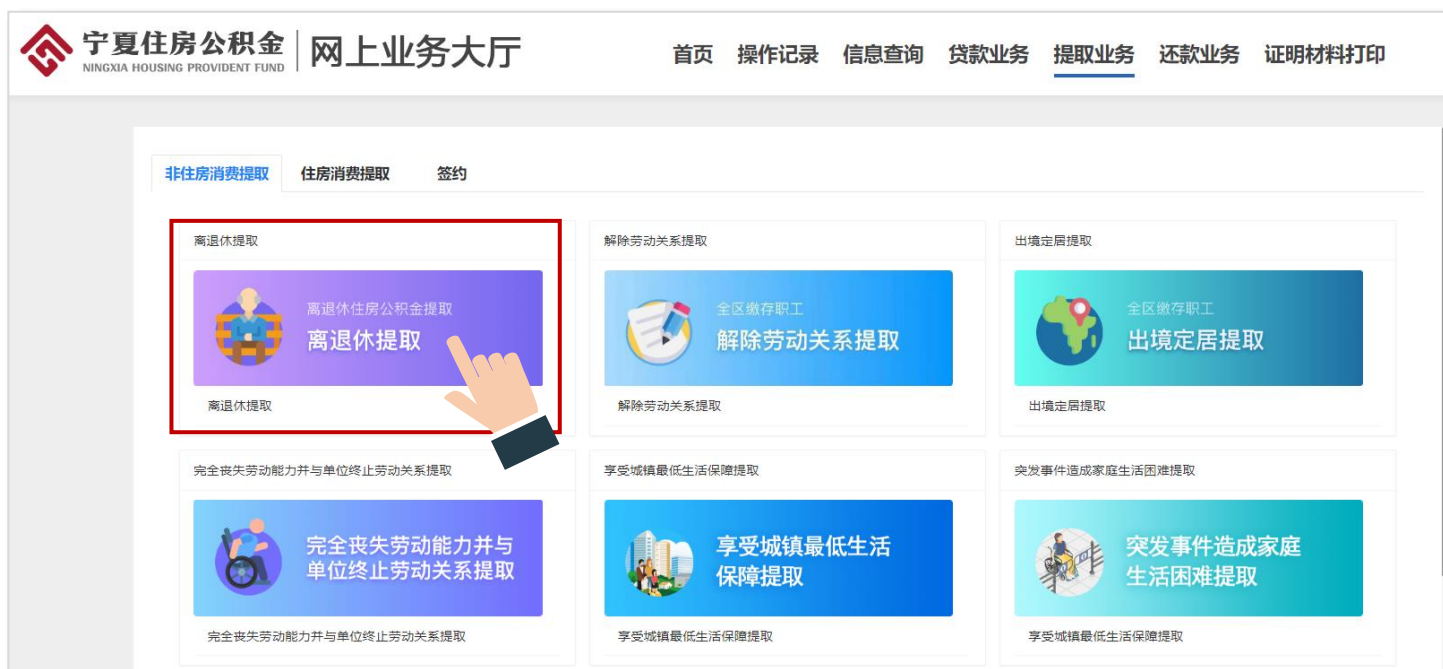 宁夏住房公积金
NINGXIA HOUSING PROVIDENT FUND
网上业务大厅
首页 操作记录 信息查询 贷款业务 提取业务 还款业务 证明材料打印
非住房消费提取 住房消费提取 签约
离退休提取
离退休住房公积金提取
离退休提取
离退休提取
解除劳动关系提取
全区缴存职工
解除劳动关系提取
解除劳动关系提取
出境定居提取
全区缴存职工
出境定居提取
出境定居提取
完全丧失劳动能力并与单位终止劳动关系提取
完全丧失劳动能力并与
单位终止劳动关系提取
完全丧失劳动能力并与单位终止劳动关系提取
享受城镇最低生活保障提取
享受城镇最低生活
保障提取
享受城镇最低生活保障提取
突发事件造成家庭生活困难提取
突发事件造成家庭
生活困难提取
享受城镇最低生活保障提取